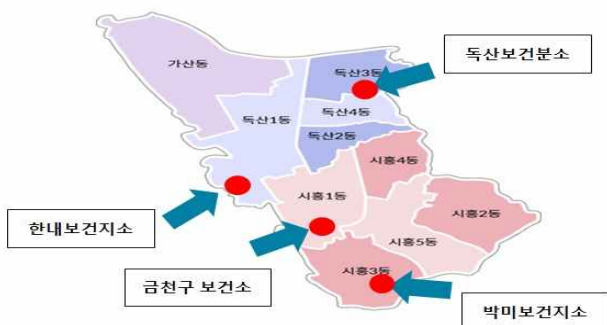 독산보건분소
가산동
독산3동
독산4동
독산1동
독산2동
시흥4동
시흥1동
시흥2동
한내보건지소
시흥5동
시흥3동
금천구 보건소
박미보건지소